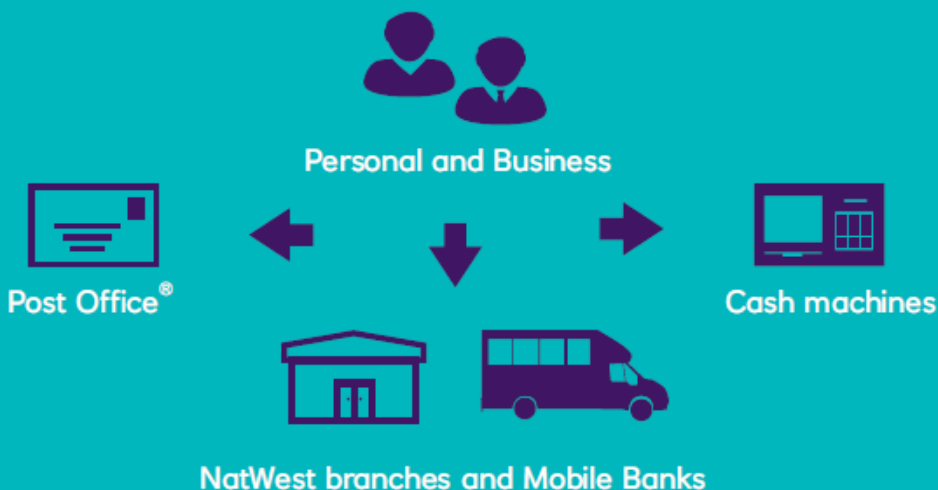 Personal and Business
Post Office®
Cash machines
NatWest branches and Mobile Banks